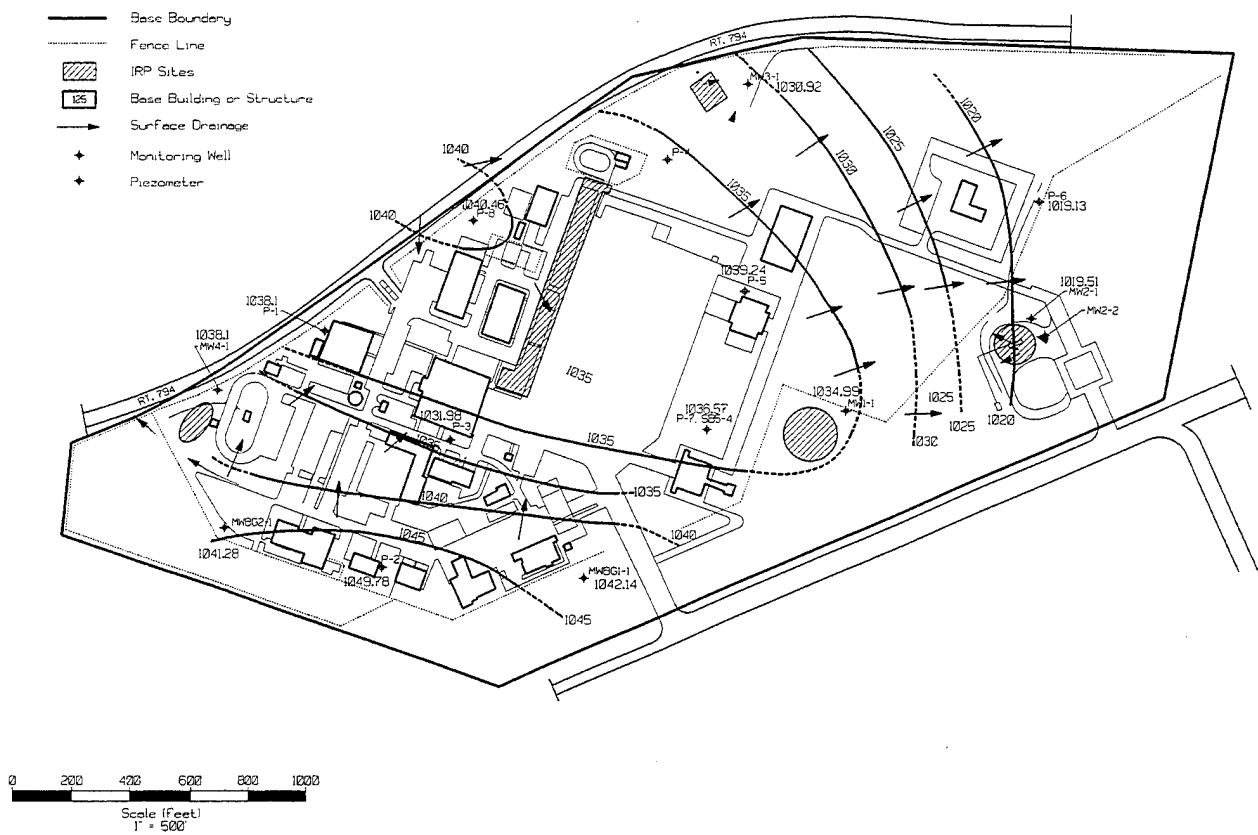 Base Boundary
Fence Line
IRP Sites
125
Base Building or Structure
Surface Drainage
Monitoring Well
Piezometer
RT. 794
MW3-1
1030.92
1020
1025
1030
1040
P-4
1035
P-6
1019.13
1040
1040.46
P-8
1039.24
P-5
1019.51
MW2-1
MW2-2
1038.1
P-1
1038.1
MW4-1
1035
1034.99
MW1-1
1036.57
P-7. SB5-4
1025
1025
1020
1030
RT. 794
1031.98
P-3
1035
1035
1040
1040
1045
MWBG2-1
1041.28
P-2
1049.78
MWBG1-1
1042.14
1045
0 200 400 600 800 1000
Scale (Feet)
1" = 500'